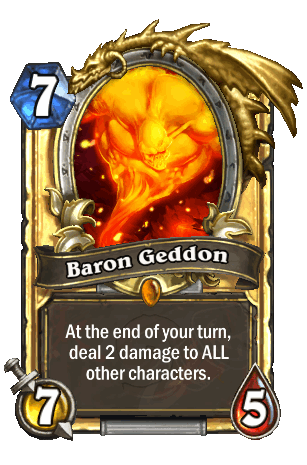 7
Baron Geddon
At the end of your turn,
deal 2 damage to ALL
other characters.
7
5